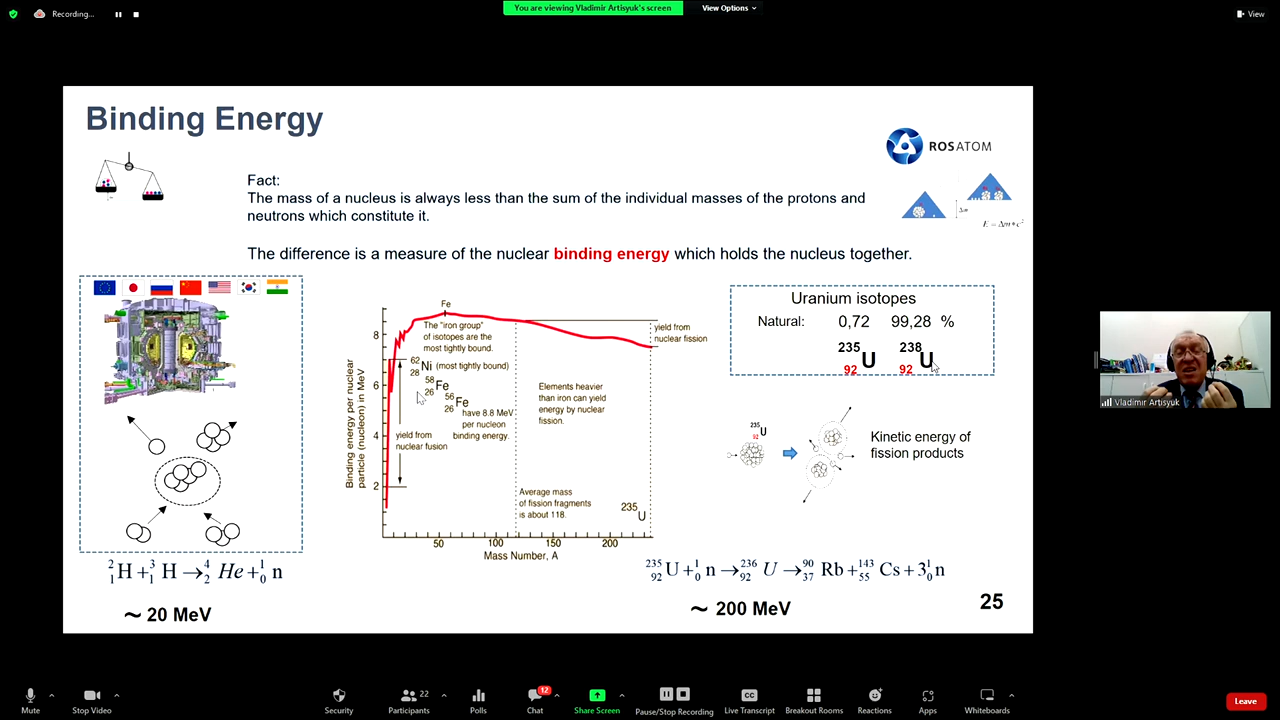 Recording...
You are viewing Vladimir Artisyuk's screen
View Options
View
Binding Energy
ROSATOM
Fact:
The mass of a nucleus is always less than the sum of the individual masses of the protons and
neutrons which constitute it.
Δm
E = Δm*c²
The difference is a measure of the nuclear binding energy which holds the nucleus together.
Binding energy per nuclear
particle (nucleon) in MeV
8
6
4
2
Fe
The "iron group"
of isotopes are the
most tightly bound.
62 28 Ni (most tightly bound)
58 26 Fe
56 26 Fe
have 8.8 MeV
per nucleon
binding energy.
yield from
nuclear fusion
yield from
nuclear fission
Elements heavier
than iron can yield
energy by nuclear
fission.
Average mass
of fission fragments
is about 118.
235 U
50 100 150 200
Mass Number, A
Uranium isotopes
Natural: 0,72 99,28 %
235 92 U 238 92 U
235 92 U
Kinetic energy of
fission products
²₁H+³₁H→⁴₂He+¹₀n
~ 20 MeV
²³⁵₉₂U+¹₀n→²³⁶₉₂U→⁹⁰₃₇Rb+¹⁴³₅₅Cs+3¹₀n
~ 200 MeV
25
Vladimir Artisyuk
Mute
Stop Video
Security
22
Participants
Polls
12
Chat
Share Screen
Pause/Stop Recording
CC
Live Transcript
Breakout Rooms
Reactions
Apps
Whiteboards
Leave